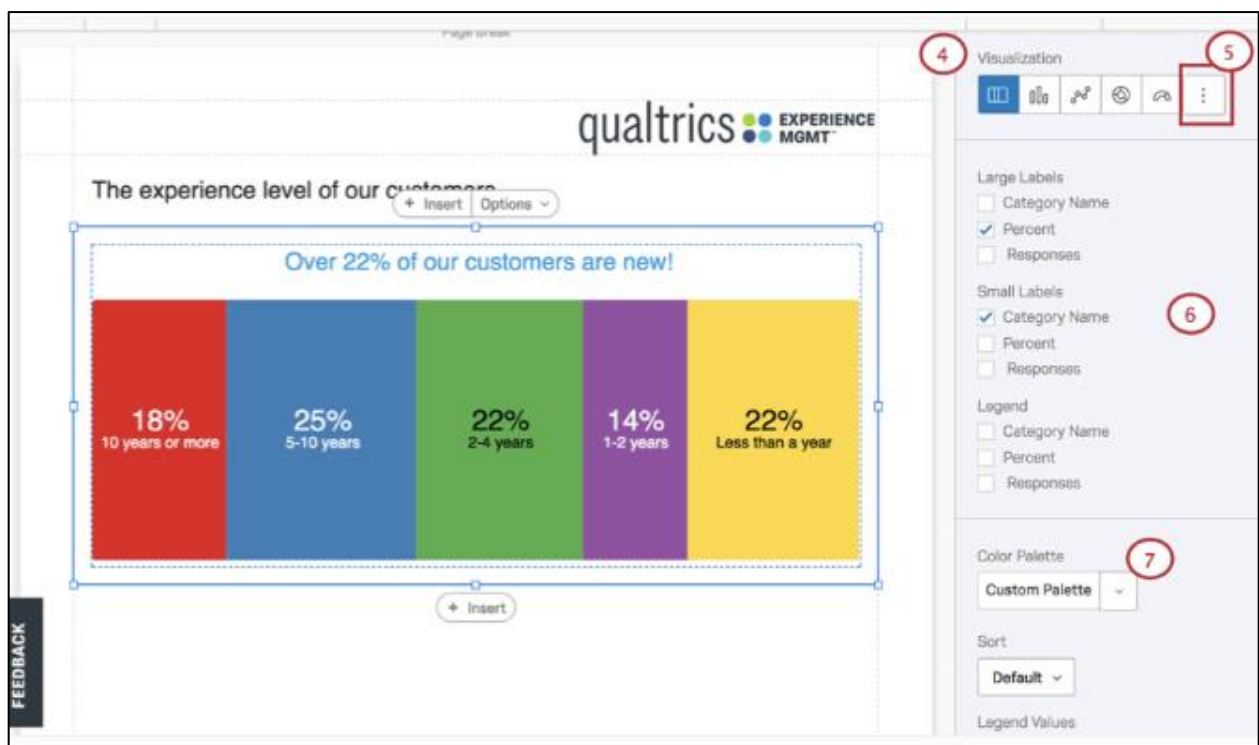 Page Break
4
Visualization
5
qualtrics EXPERIENCE
MGMT™
The experience level of our customers
+ Insert Options
Over 22% of our customers are new!
18%
10 years or more
25%
5-10 years
22%
2-4 years
14%
1-2 years
22%
Less than a year
+ Insert
FEEDBACK
Large Labels
Category Name
Percent
Responses
Small Labels
Category Name
6
Percent
Responses
Legend
Category Name
Percent
Responses
Color Palette
7
Custom Palette
Sort
Default
Legend Values